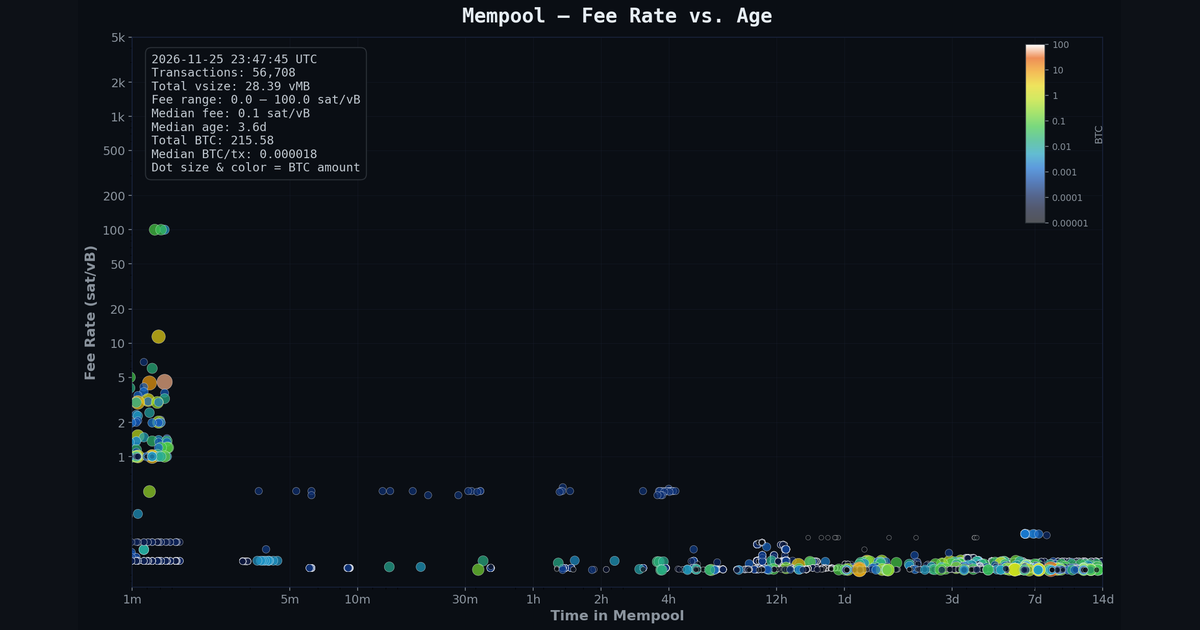 Mempool — Fee Rate vs. Age
2026-11-25 23:47:45 UTC
Transactions: 56,708
Total vsize: 28.39 vMB
Fee range: 0.0 — 100.0 sat/vB
Median fee: 0.1 sat/vB
Median age: 3.6d
Total BTC: 215.58
Median BTC/tx: 0.000018
Dot size & color = BTC amount
Fee Rate (sat/vB)
5k
2k
1k
500
200
100
50
20
10
5
2
1
100
10
1
0.1
0.01
0.001
0.0001
0.00001
BTC
1m
5m
10m
30m
1h
2h
4h
12h
1d
3d
7d
14d
Time in Mempool